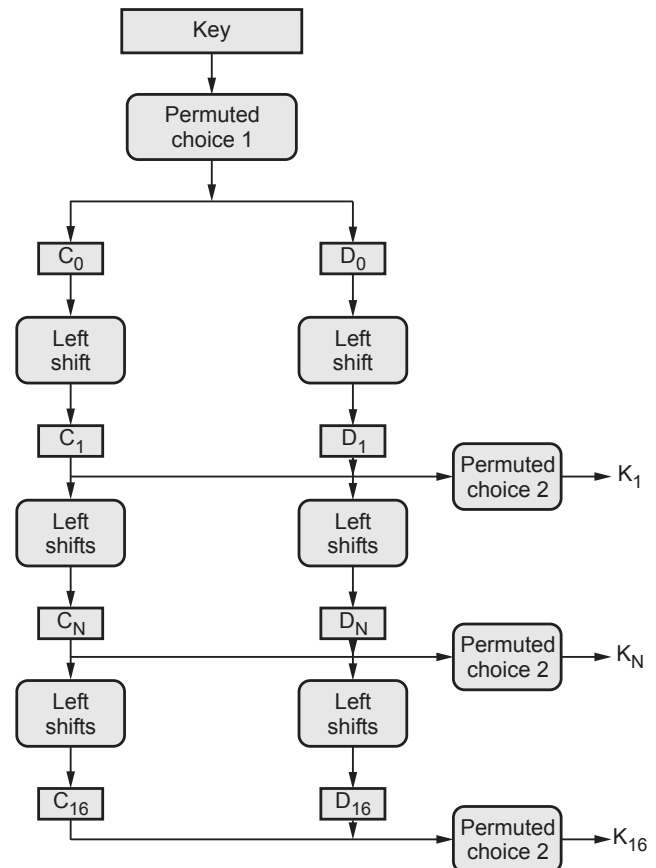 Key
Permuted
choice 1
C0
D0
Left
shift
Left
shift
C1
D1
Permuted
choice 2
K1
Left
shifts
Left
shifts
CN
DN
Permuted
choice 2
KN
Left
shifts
Left
shifts
C16
D16
Permuted
choice 2
K16